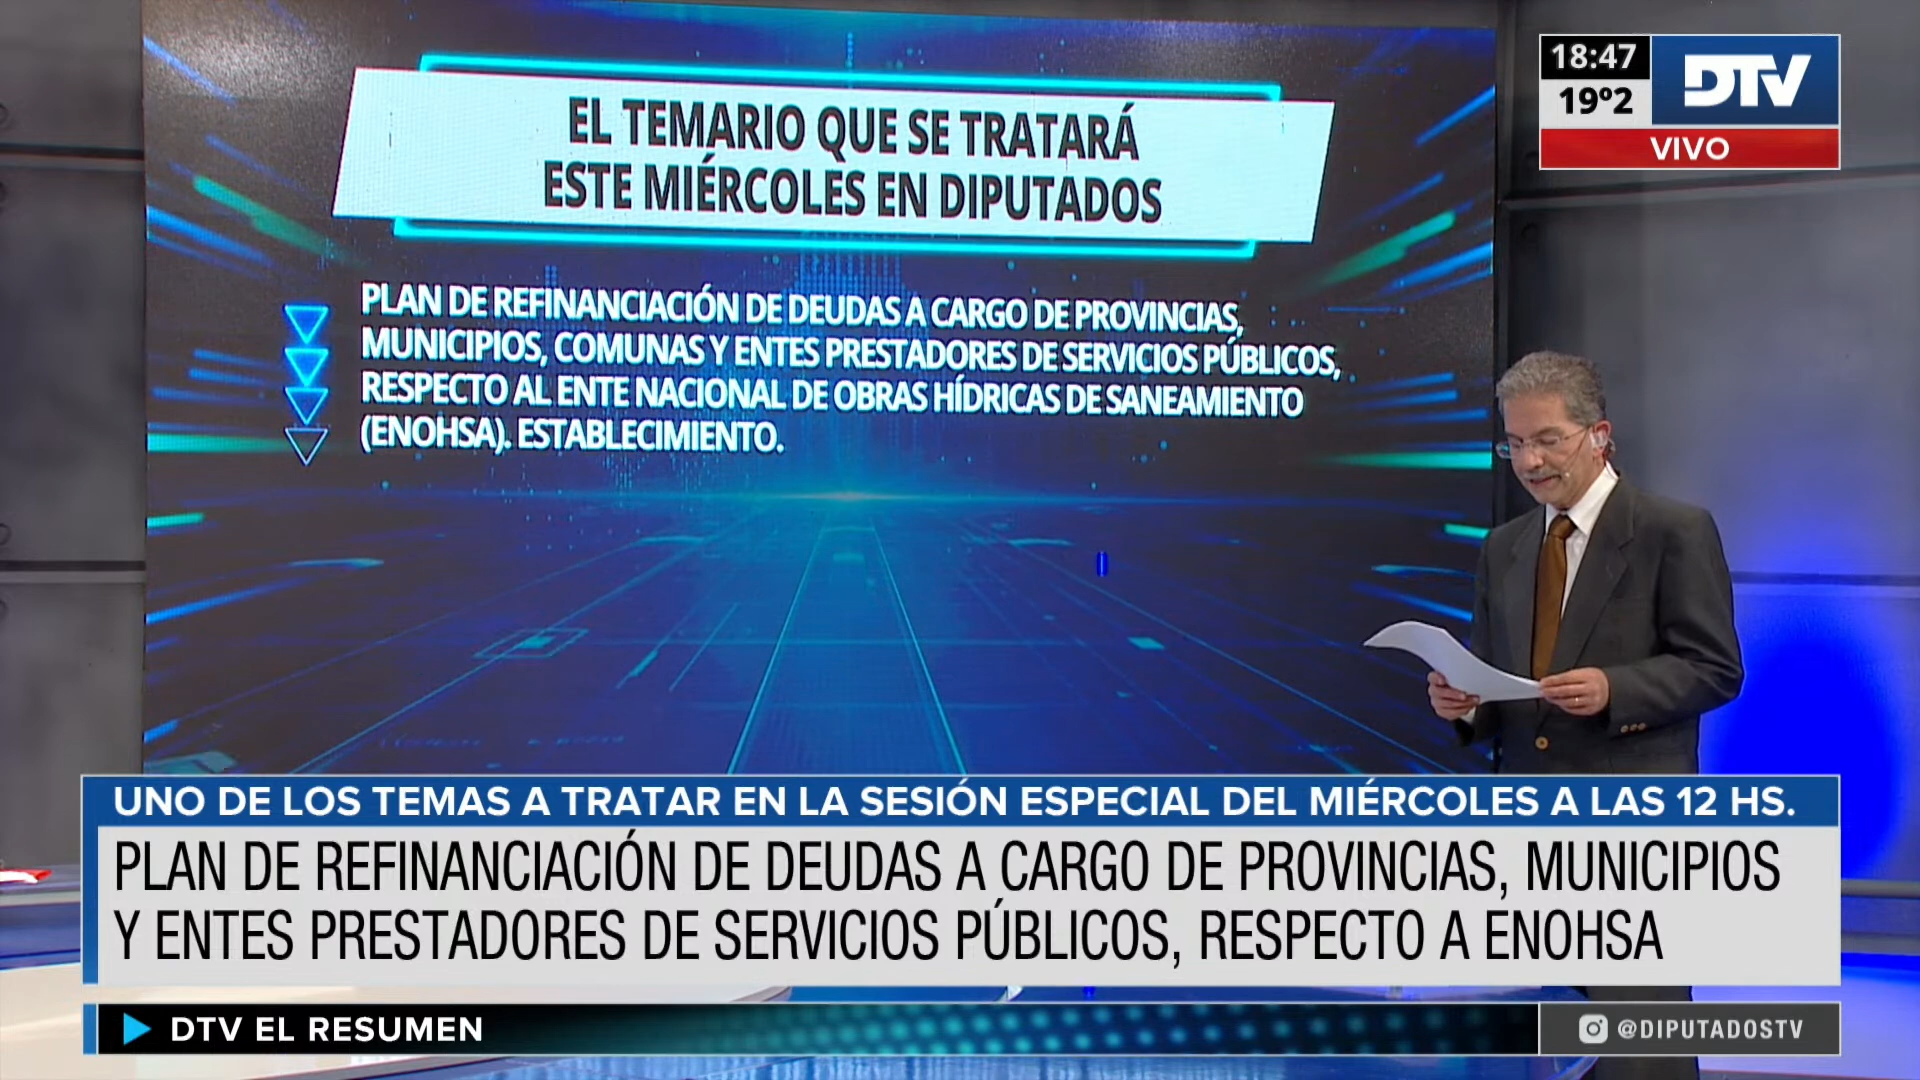 EL TEMARIO QUE SE TRATARÁ
ESTE MIÉRCOLES EN DIPUTADOS
PLAN DE REFINANCIACIÓN DE DEUDAS A CARGO DE PROVINCIAS,
MUNICIPIOS, COMUNAS Y ENTES PRESTADORES DE SERVICIOS PÚBLICOS,
RESPECTO AL ENTE NACIONAL DE OBRAS HÍDRICAS DE SANEAMIENTO
(ENOHSA). ESTABLECIMIENTO.
18:47
19º2
DTV
VIVO
UNO DE LOS TEMAS A TRATAR EN LA SESIÓN ESPECIAL DEL MIÉRCOLES A LAS 12 HS.
PLAN DE REFINANCIACIÓN DE DEUDAS A CARGO DE PROVINCIAS, MUNICIPIOS
Y ENTES PRESTADORES DE SERVICIOS PÚBLICOS, RESPECTO A ENOHSA
DTV EL RESUMEN
@DIPUTADOSTV